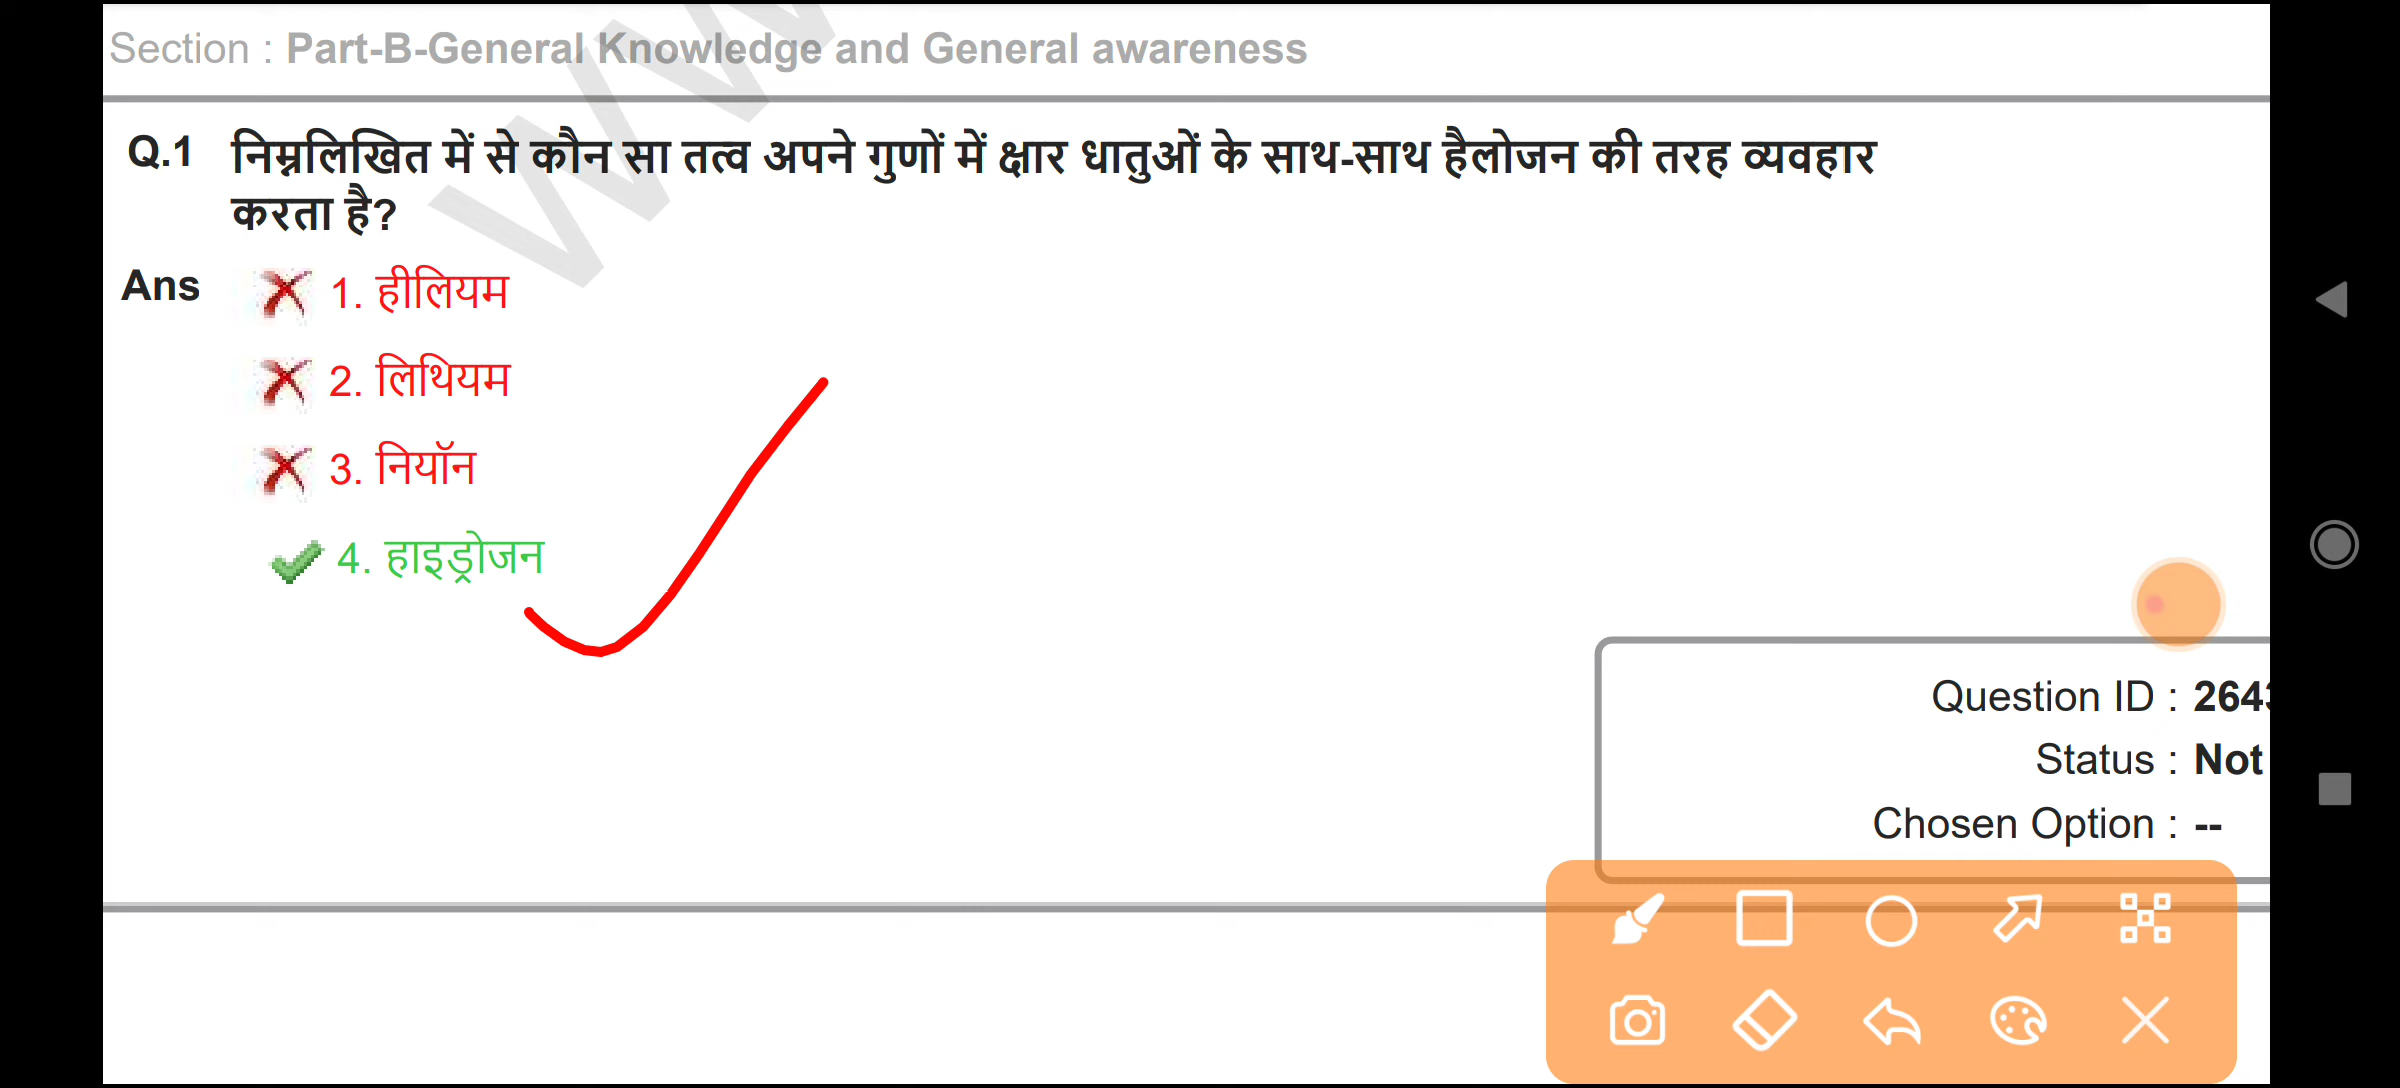 Section : Part-B-General Knowledge and General awareness
Q.1 निम्नलिखित में से कौन सा तत्व अपने गुणों में क्षार धातुओं के साथ-साथ हैलोजन की तरह व्यवहार
करता है?
Ans 1. हीलियम
2. लिथियम
3. नियॉन
4. हाइड्रोजन
Question ID : 264
Status : Not
Chosen Option : --